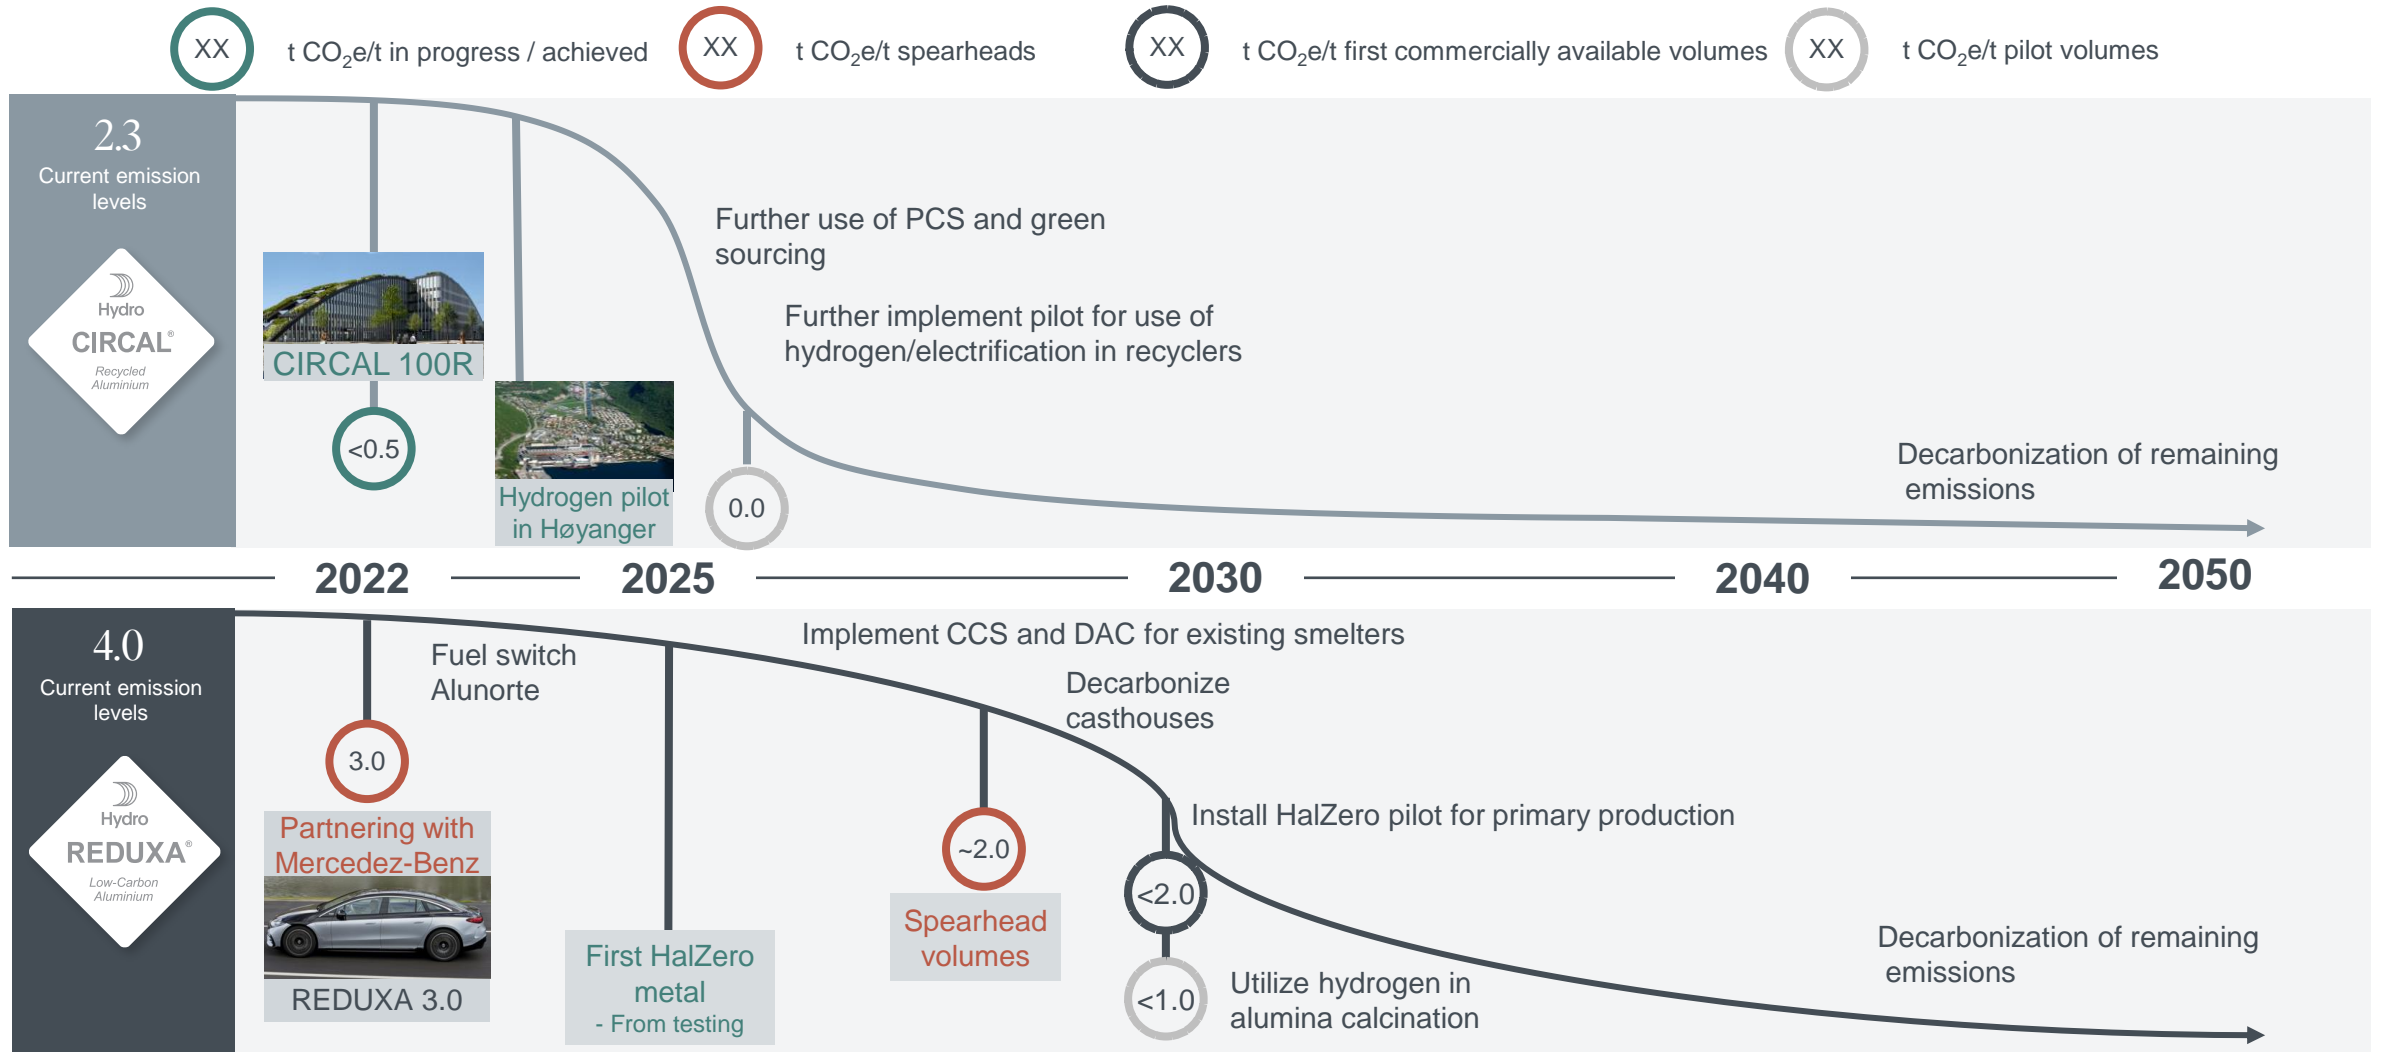 XX
t CO₂e/t in progress / achieved
XX
t CO₂e/t spearheads
XX
t CO₂e/t first commercially available volumes
XX
t CO₂e/t pilot volumes
2.3
Current emission
levels
Hydro
CIRCAL®
Recycled
Aluminium
CIRCAL 100R
<0.5
Hydrogen pilot
in Høyanger
Further use of PCS and green
sourcing
Further implement pilot for use of
hydrogen/electrification in recyclers
0.0
Decarbonization of remaining
emissions
2022
2025
2030
2040
2050
4.0
Current emission
levels
Hydro
REDUXA®
Low-Carbon
Aluminium
Fuel switch
Alunorte
3.0
Partnering with
Mercedez-Benz
REDUXA 3.0
First HalZero
metal
- From testing
Implement CCS and DAC for existing smelters
Decarbonize
casthouses
~2.0
Spearhead
volumes
Install HalZero pilot for primary production
<2.0
<1.0
Utilize hydrogen in
alumina calcination
Decarbonization of remaining
emissions